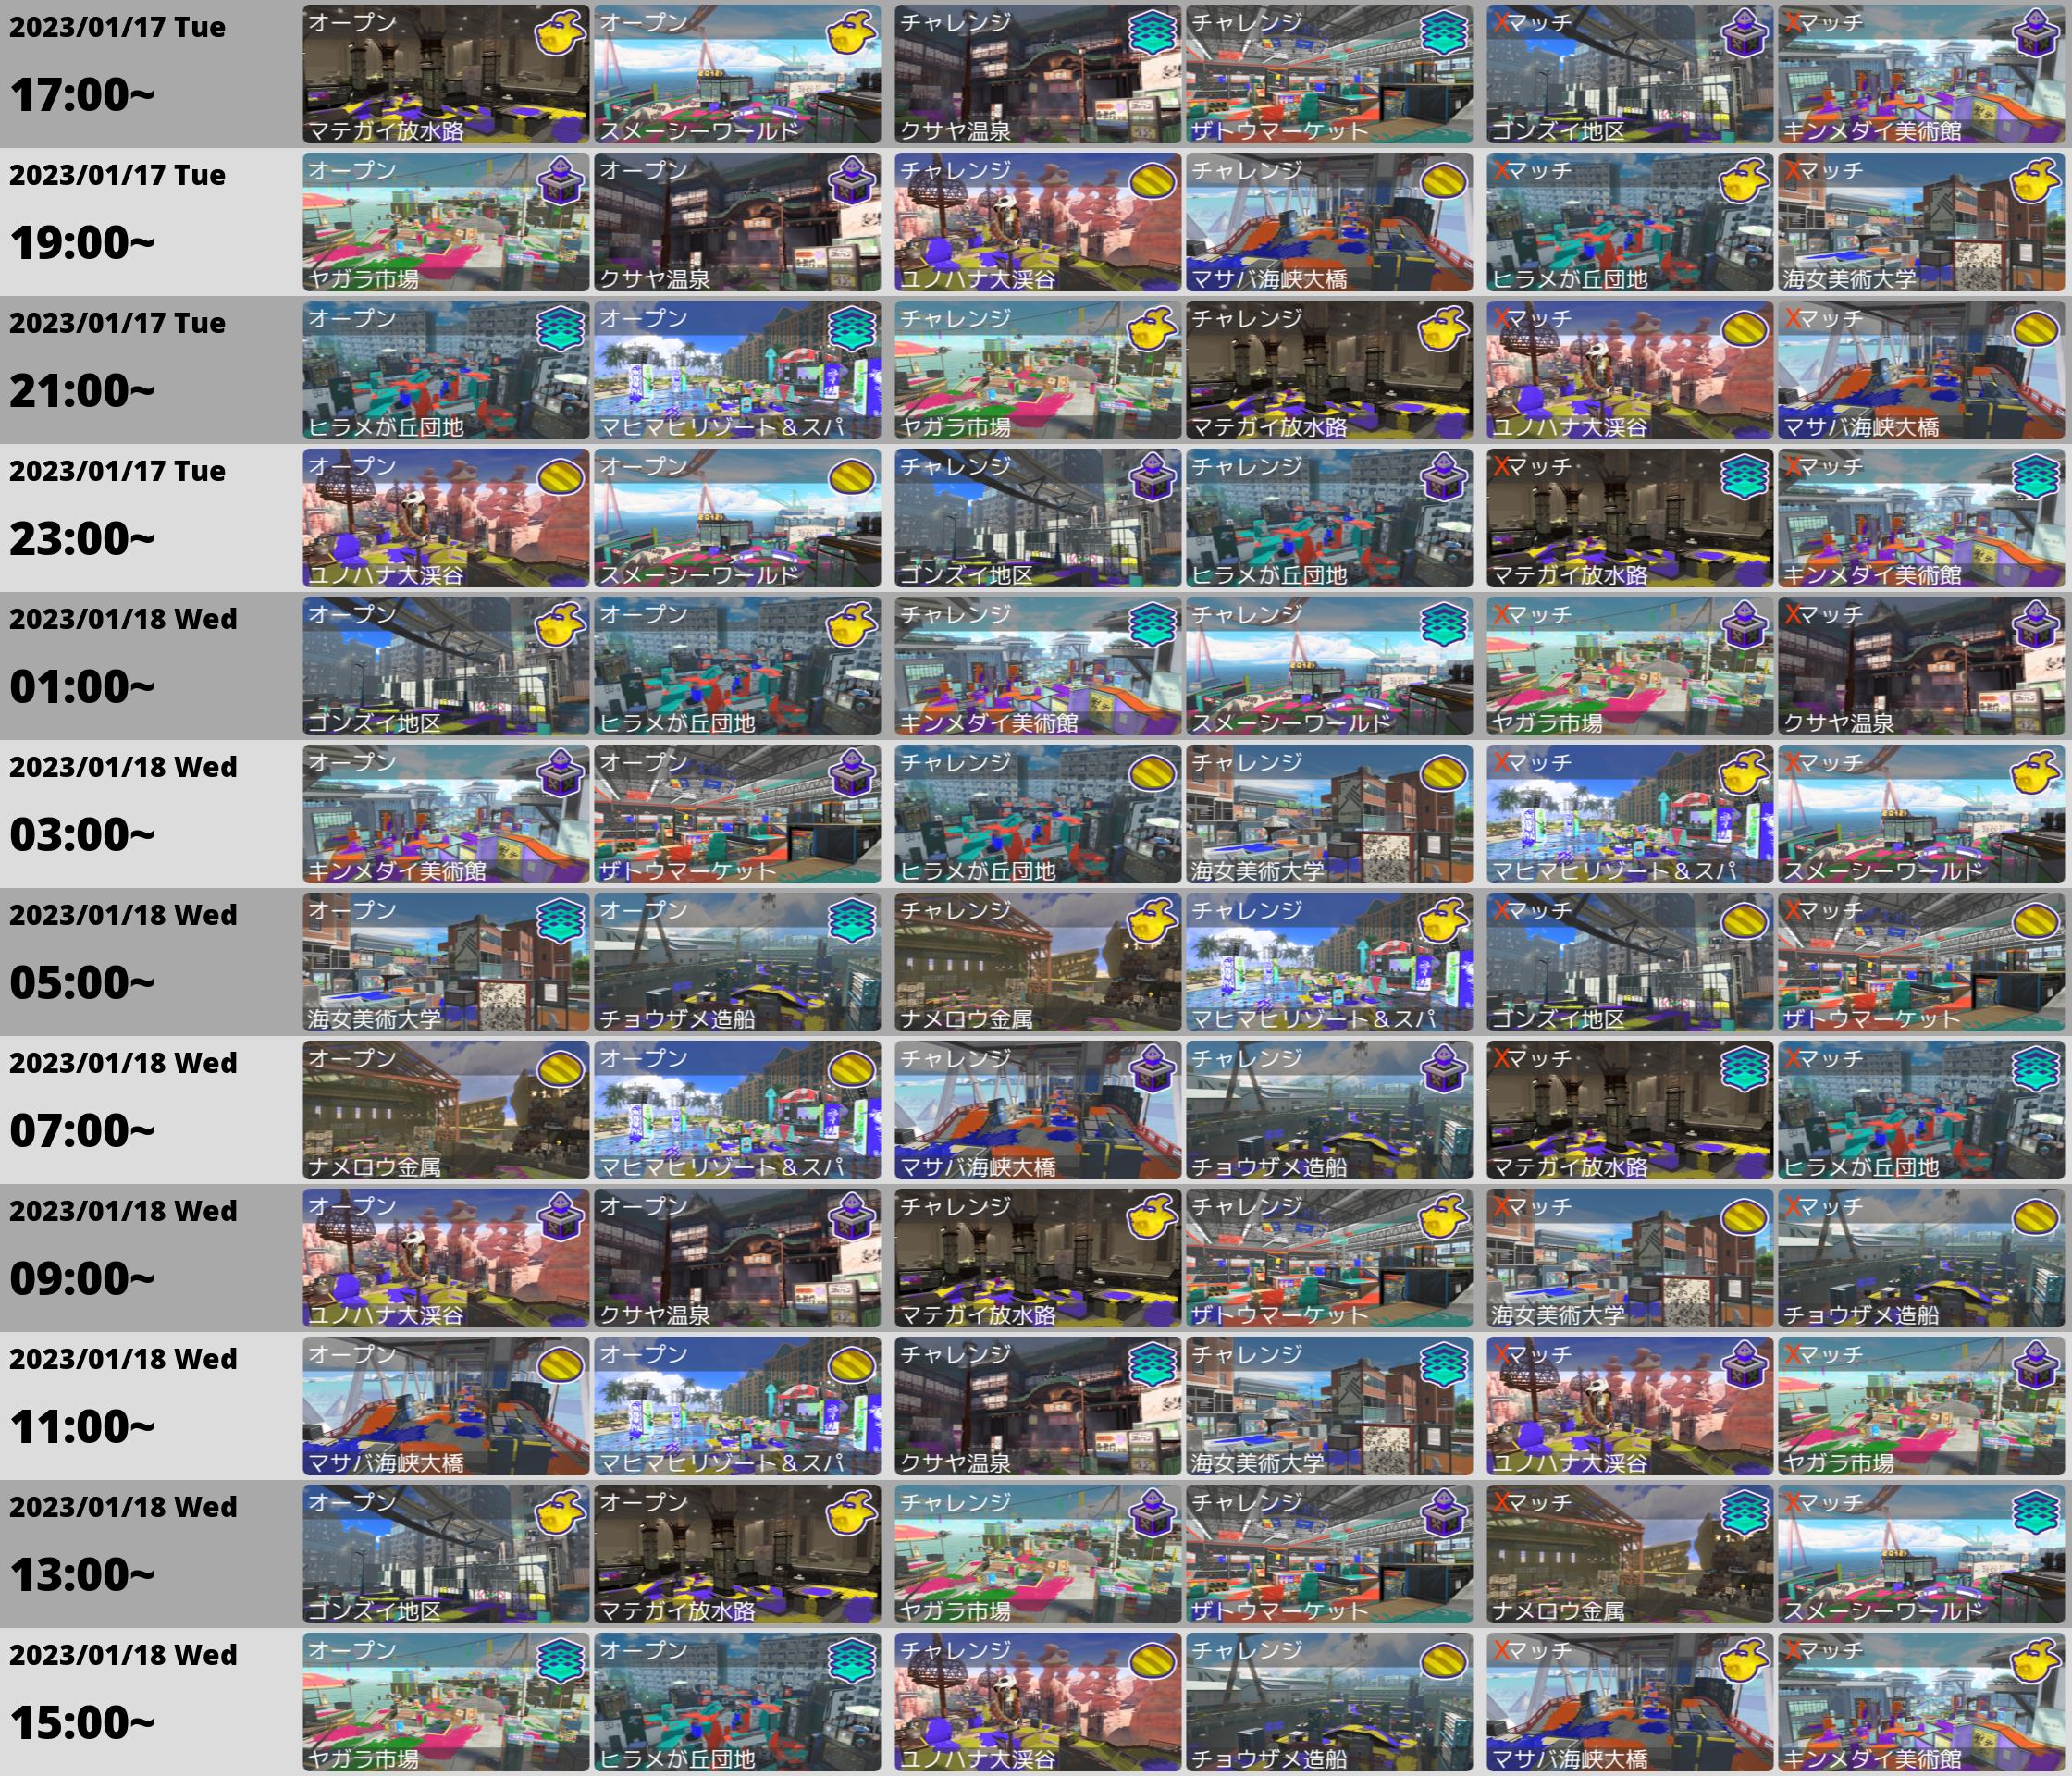 2023/01/17 Tue
17:00~
オープン オープン チャレンジ チャレンジ Xマッチ Xマッチ
マテガイ放水路 スメーシーワールド クサヤ温泉 ザトウマーケット ゴンズイ地区 キンメダイ美術館
2023/01/17 Tue
19:00~
オープン オープン チャレンジ チャレンジ Xマッチ Xマッチ
ヤガラ市場 クサヤ温泉 ユノハナ大渓谷 マサバ海峡大橋 ヒラメが丘団地 海女美術大学
2023/01/17 Tue
21:00~
オープン オープン チャレンジ チャレンジ Xマッチ Xマッチ
ヒラメが丘団地 マヒマヒリゾート&スパ ヤガラ市場 マテガイ放水路 ユノハナ大渓谷 マサバ海峡大橋
2023/01/17 Tue
23:00~
オープン オープン チャレンジ チャレンジ Xマッチ Xマッチ
ユノハナ大渓谷 スメーシーワールド ゴンズイ地区 ヒラメが丘団地 マテガイ放水路 キンメダイ美術館
2023/01/18 Wed
01:00~
オープン オープン チャレンジ チャレンジ Xマッチ Xマッチ
ゴンズイ地区 ヒラメが丘団地 キンメダイ美術館 スメーシーワールド ヤガラ市場 クサヤ温泉
2023/01/18 Wed
03:00~
オープン オープン チャレンジ チャレンジ Xマッチ Xマッチ
キンメダイ美術館 ザトウマーケット ヒラメが丘団地 海女美術大学 マヒマヒリゾート&スパ スメーシーワールド
2023/01/18 Wed
05:00~
オープン オープン チャレンジ チャレンジ Xマッチ Xマッチ
海女美術大学 チョウザメ造船 ナメロウ金属 マヒマヒリゾート&スパ ゴンズイ地区 ザトウマーケット
2023/01/18 Wed
07:00~
オープン オープン チャレンジ チャレンジ Xマッチ Xマッチ
ナメロウ金属 マヒマヒリゾート&スパ マサバ海峡大橋 チョウザメ造船 マテガイ放水路 ヒラメが丘団地
2023/01/18 Wed
09:00~
オープン オープン チャレンジ チャレンジ Xマッチ Xマッチ
ユノハナ大渓谷 クサヤ温泉 マテガイ放水路 ザトウマーケット 海女美術大学 チョウザメ造船
2023/01/18 Wed
11:00~
オープン オープン チャレンジ チャレンジ Xマッチ Xマッチ
マサバ海峡大橋 マヒマヒリゾート&スパ クサヤ温泉 海女美術大学 ユノハナ大渓谷 ヤガラ市場
2023/01/18 Wed
13:00~
オープン オープン チャレンジ チャレンジ Xマッチ Xマッチ
ゴンズイ地区 マテガイ放水路 ヤガラ市場 ザトウマーケット ナメロウ金属 スメーシーワールド
2023/01/18 Wed
15:00~
オープン オープン チャレンジ チャレンジ Xマッチ Xマッチ
ヤガラ市場 ヒラメが丘団地 ユノハナ大渓谷 チョウザメ造船 マサバ海峡大橋 キンメダイ美術館